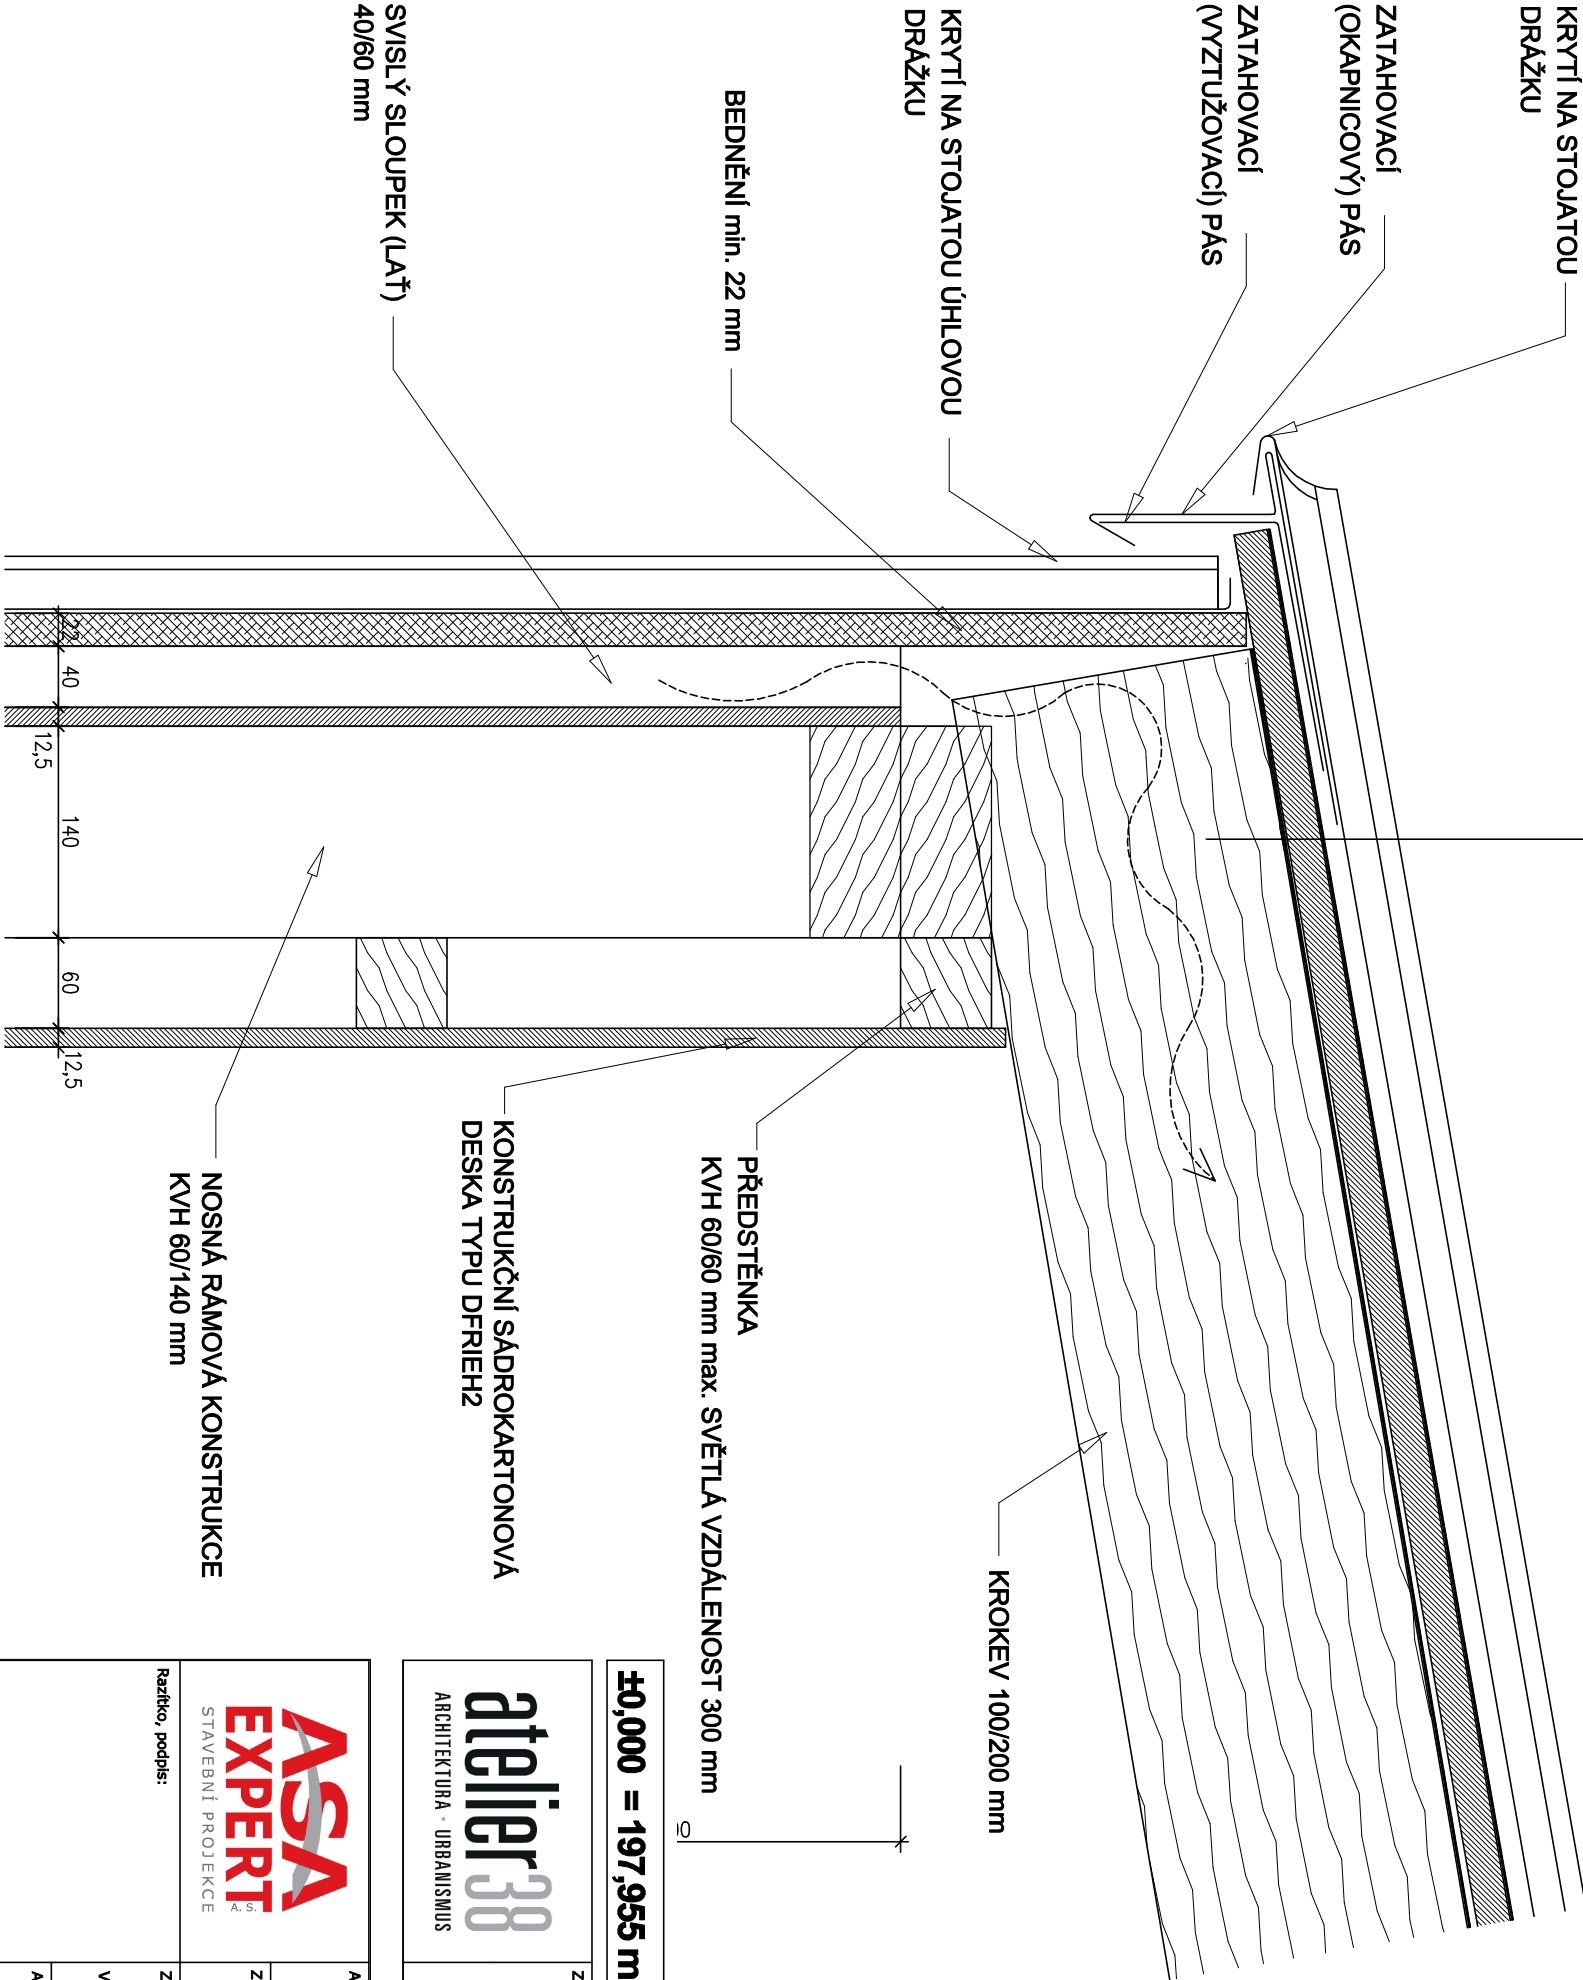 KRYTÍ NA STOJATOU
DRÁŽKU
ZATAHOVACÍ
(OKAPNICOVÝ) PÁS
ZATAHOVACÍ
(VYZTUŽOVACÍ) PÁS
KRYTÍ NA STOJATOU ÚHLOVOU
DRÁŽKU
BEDNĚNÍ min. 22 mm
SVISLÝ SLOUPEK (LAŤ)
40/60 mm
22
40
12,5
140
60
12,5
KROKEV 100/200 mm
PŘEDSTĚNKA
KVH 60/60 mm max. SVĚTLÁ VZDÁLENOST 300 mm
KONSTRUKČNÍ SÁDROKARTONOVÁ
DESKA TYPU DFRIEH2
NOSNÁ RÁMOVÁ KONSTRUKCE
KVH 60/140 mm
±0,000 = 197,955 m
atelier38
ARCHITEKTURA · URBANISMUS
ASA
EXPERT
A. S.
STAVEBNÍ PROJEKCE
Razítko, podpis: